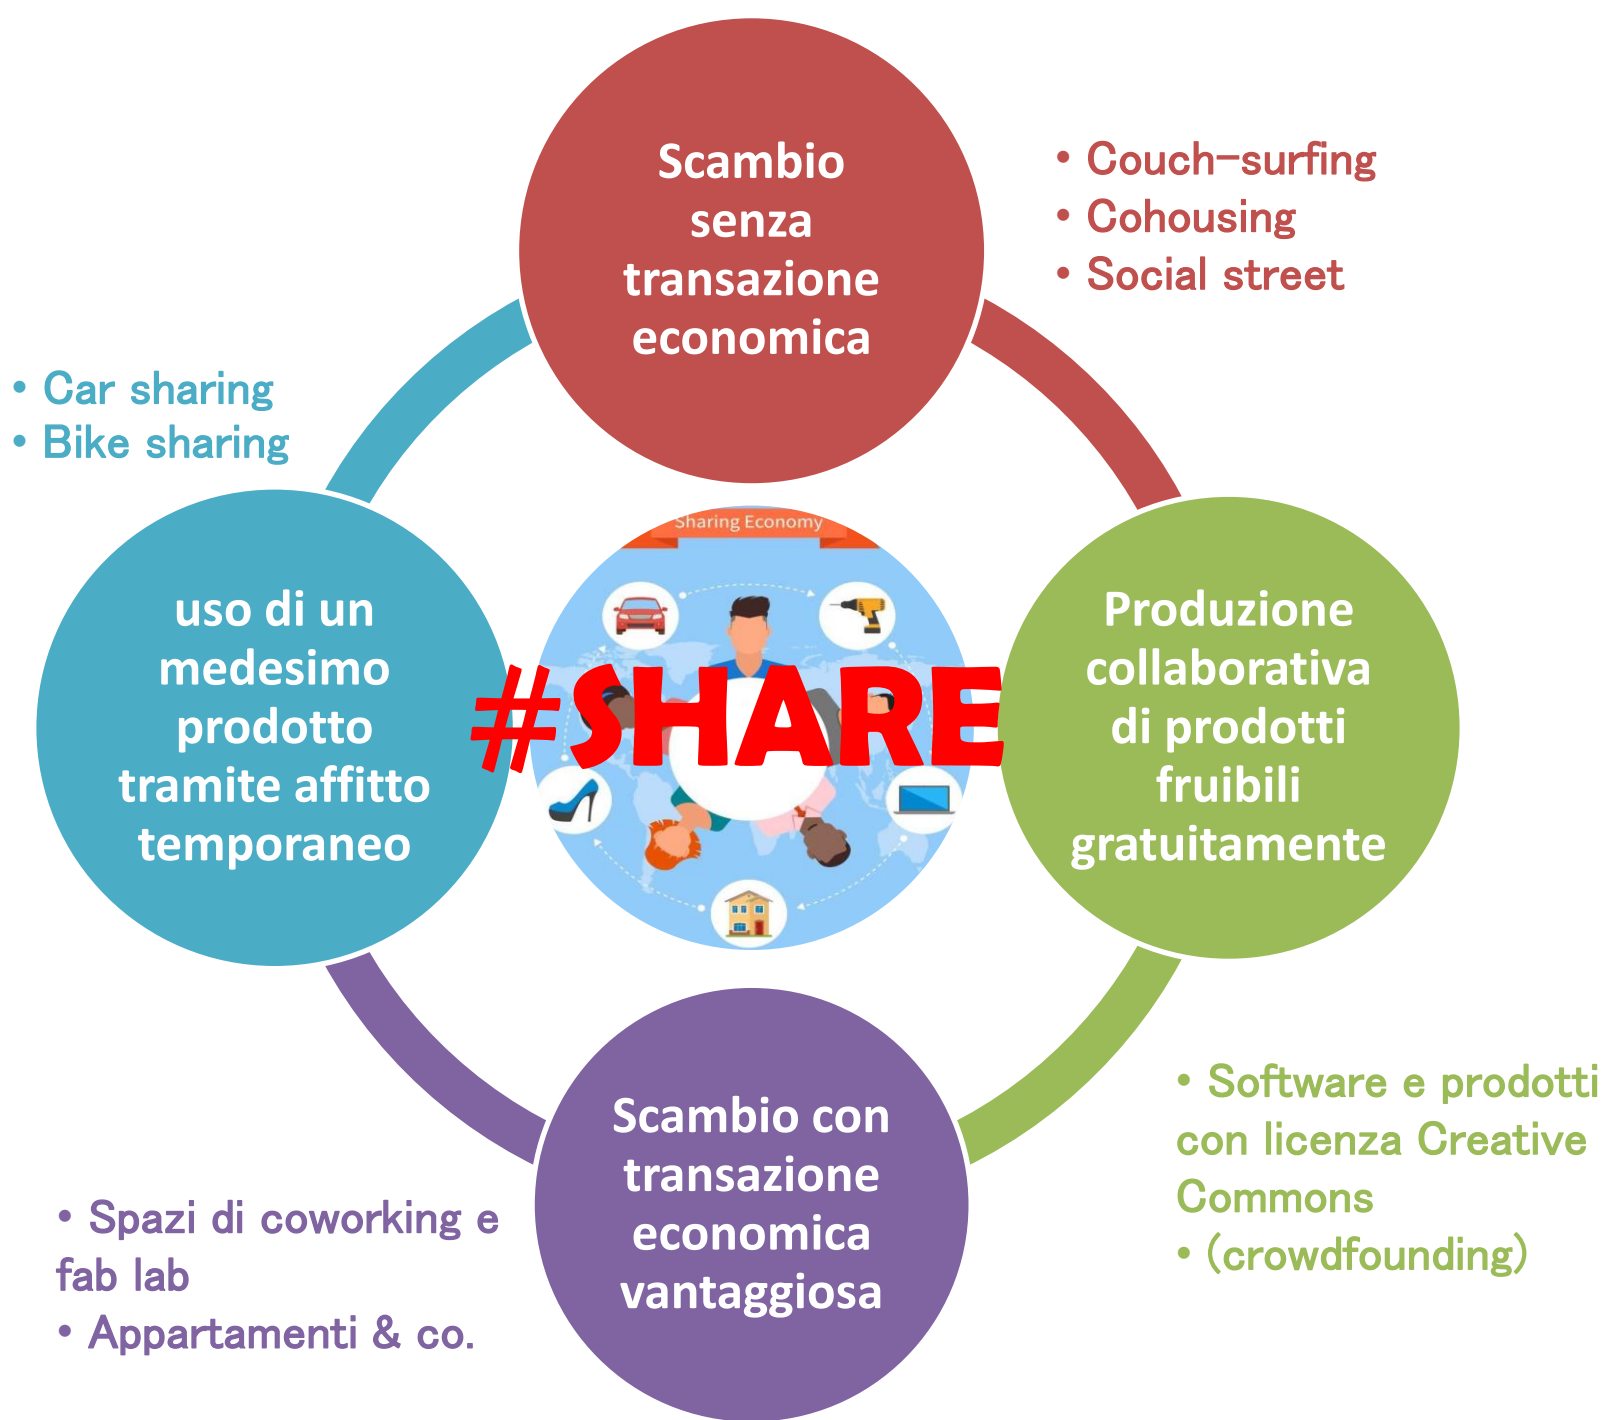 Scambio
senza
transazione
economica
• Couch-surfing
• Cohousing
• Social street
• Car sharing
• Bike sharing
uso di un
medesimo
prodotto
tramite affitto
temporaneo
Sharing Economy
#SHARE
Produzione
collaborativa
di prodotti
fruibili
gratuitamente
Scambio con
transazione
economica
vantaggiosa
• Software e prodotti
con licenza Creative
Commons
• (crowdfounding)
• Spazi di coworking e
fab lab
• Appartamenti & co.